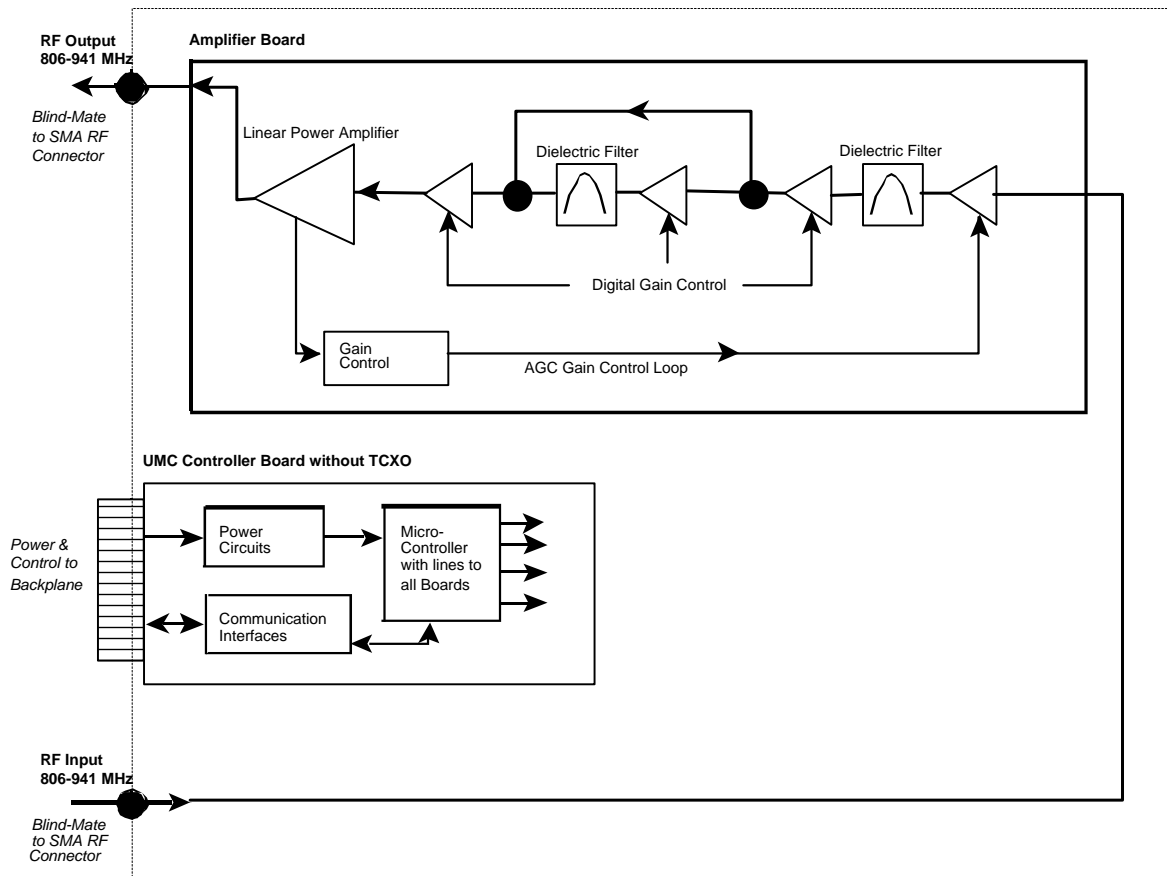 RF Output
806-941 MHz
Blind-Mate
to SMA RF
Connector
Amplifier Board
Linear Power Amplifier
Dielectric Filter
Dielectric Filter
Digital Gain Control
Gain
Control
AGC Gain Control Loop
UMC Controller Board without TCXO
Power &
Control to
Backplane
Power
Circuits
Micro-
Controller
with lines to
all Boards
Communication
Interfaces
RF Input
806-941 MHz
Blind-Mate
to SMA RF
Connector